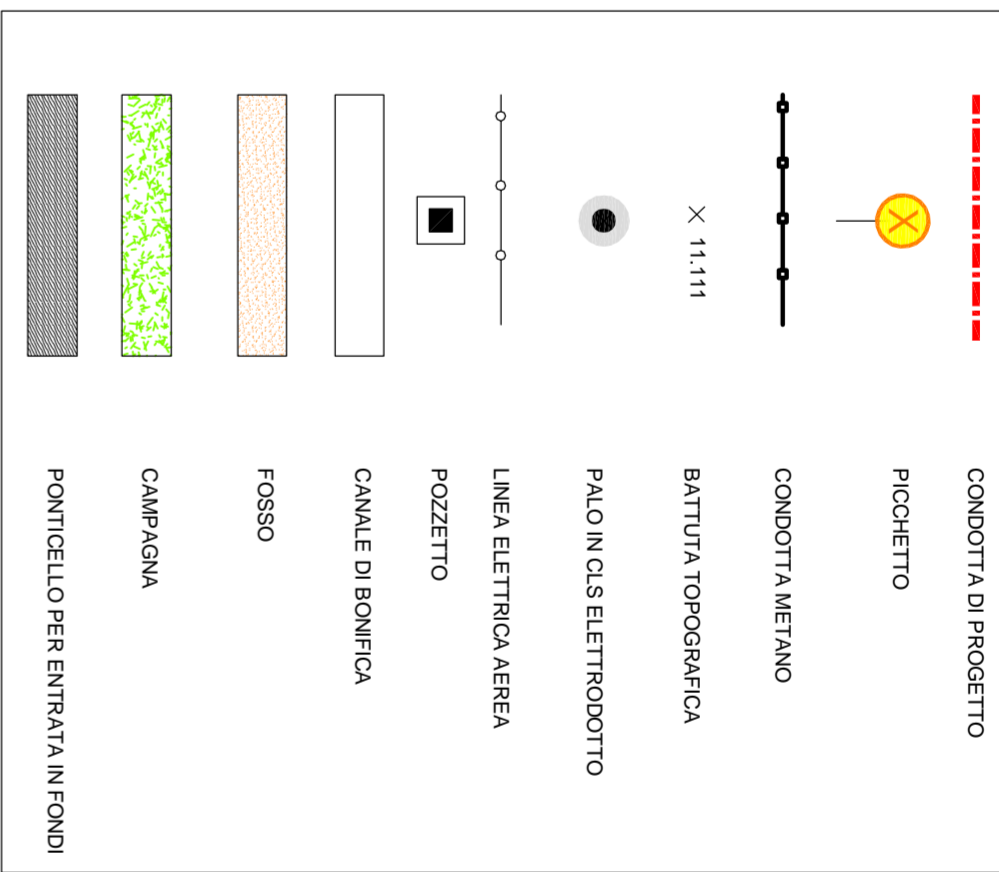 CONDOTTA DI PROGETTO
PICCHETTO
CONDOTTA METANO
11.111
BATTUTA TOPOGRAFICA
PALO IN CLS ELETTRODOTTO
LINEA ELETTRICA AEREA
POZZETTO
CANALE DI BONIFICA
FOSSO
CAMPAGNA
PONTICELLO PER ENTRATA IN FONDI